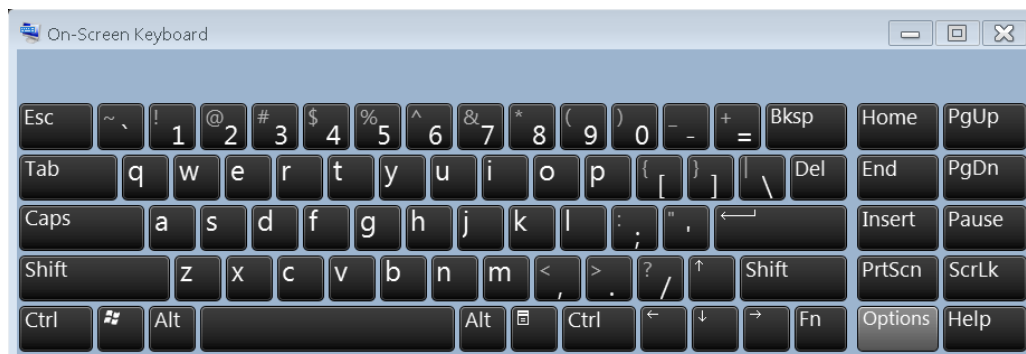 On-Screen Keyboard
Esc ~ ` ! 1 @ 2 # 3 $ 4 % 5 ^ 6 & 7 * 8 ( 9 ) 0 _ - + = Bksp Home PgUp
Tab q w e r t y u i o p { [ } ] | \ Del End PgDn
Caps a s d f g h j k l : ; " ' Insert Pause
Shift z x c v b n m < , > . ? / ↑ Shift PrtScn ScrLk
Ctrl Alt Alt Ctrl ← ↓ → Fn Options Help